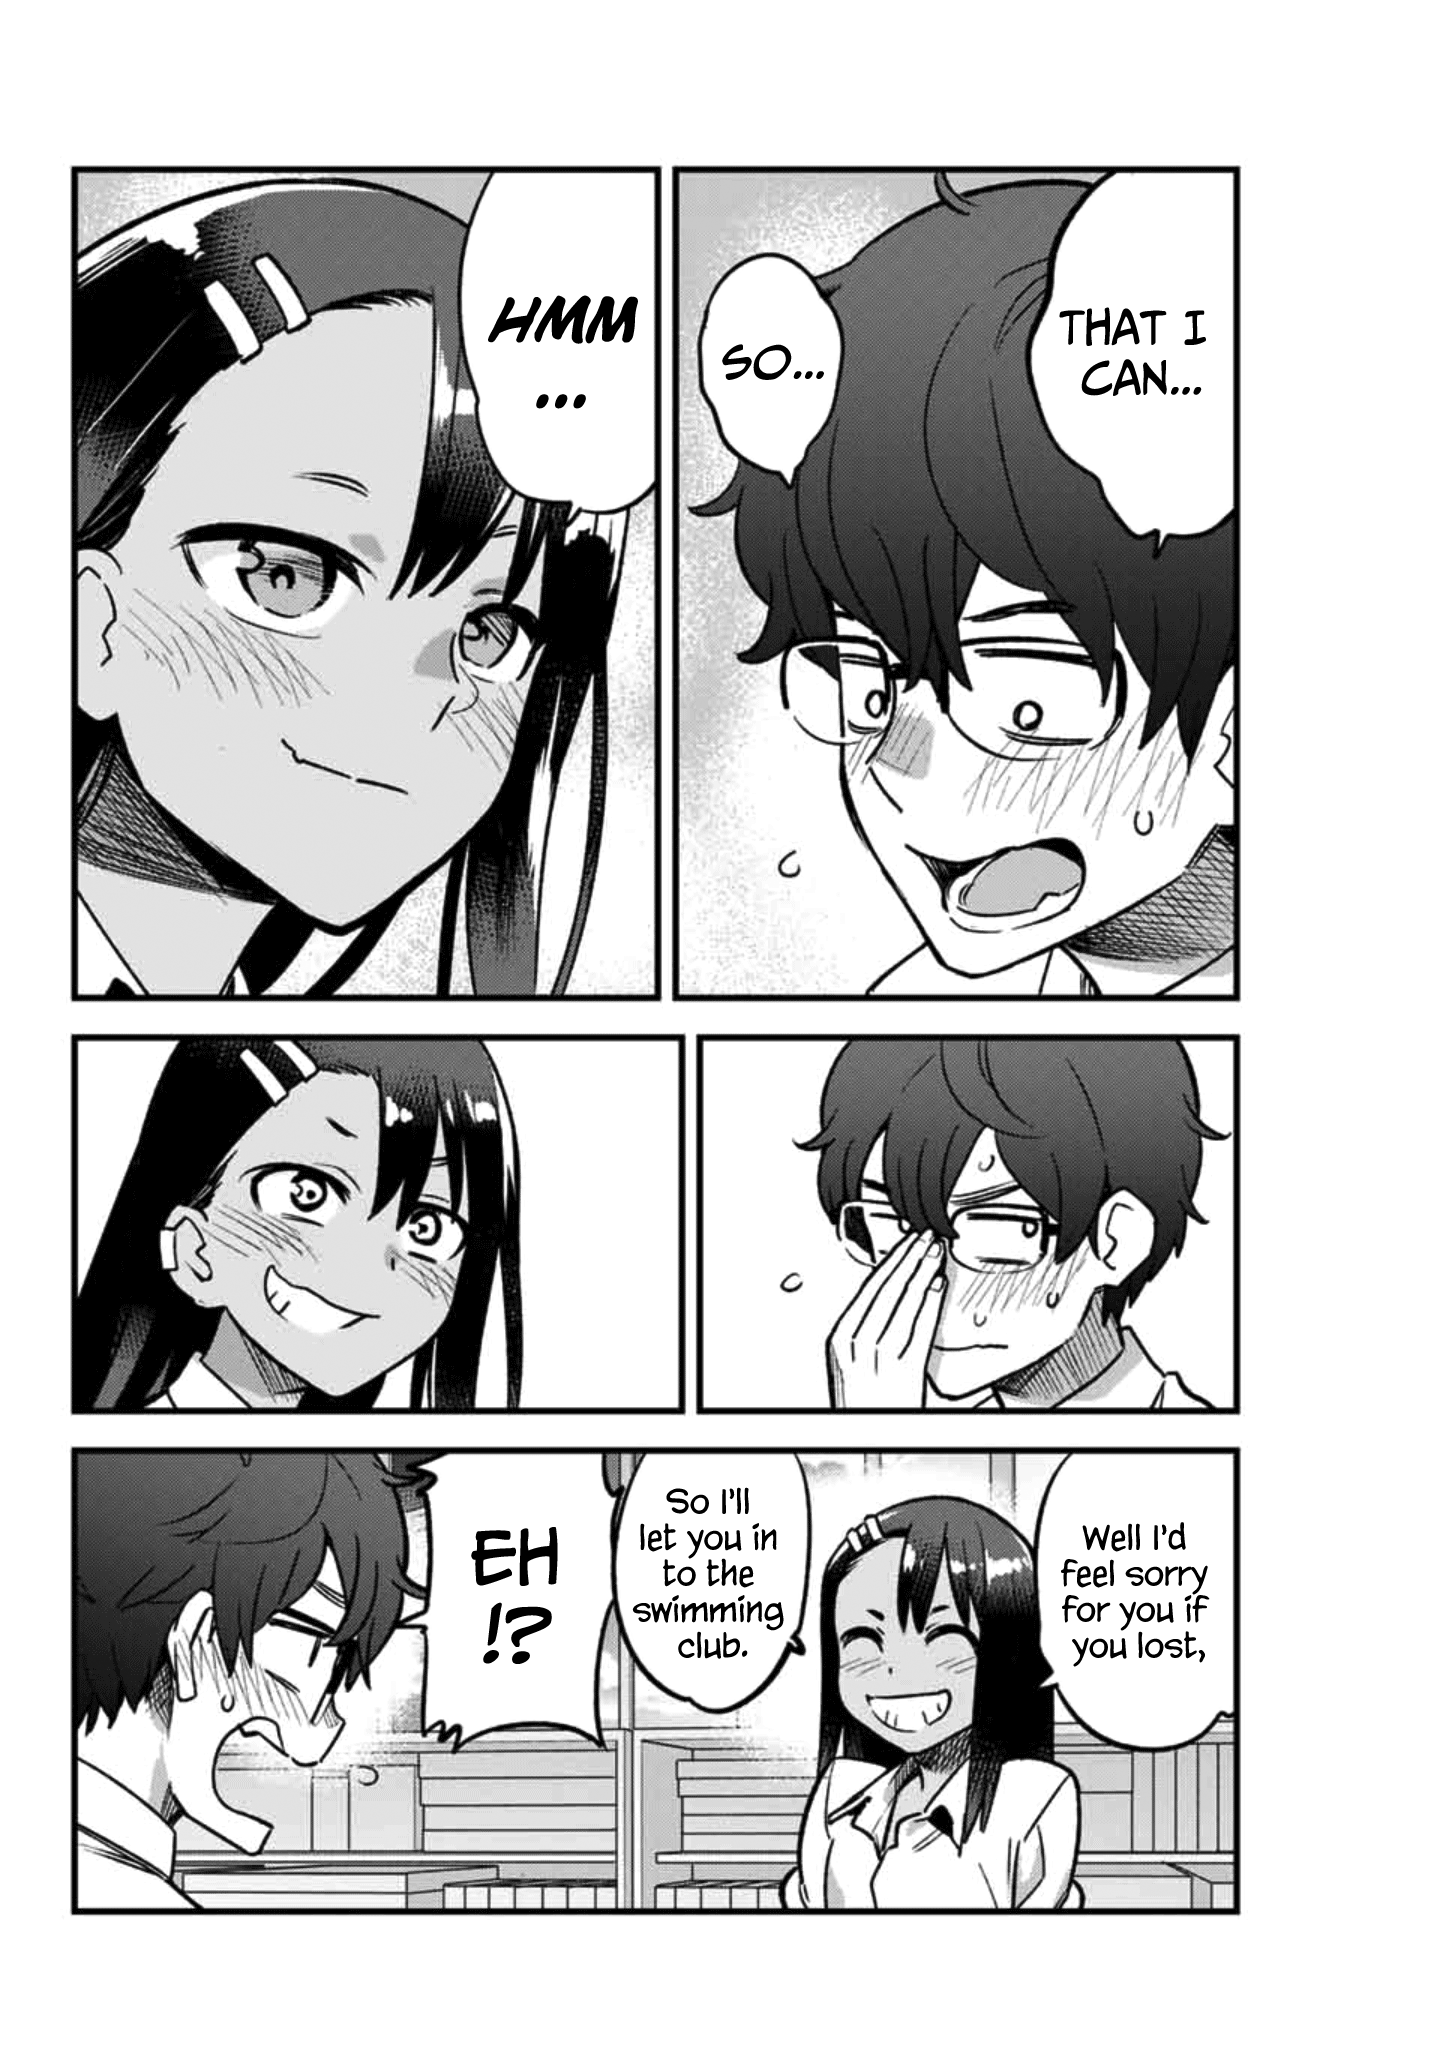 THAT I
CAN...
SO...
HMM
...
Well I'd
feel sorry
for you if
you lost,
So I'll
let you in
to the
swimming
club.
EH
!?